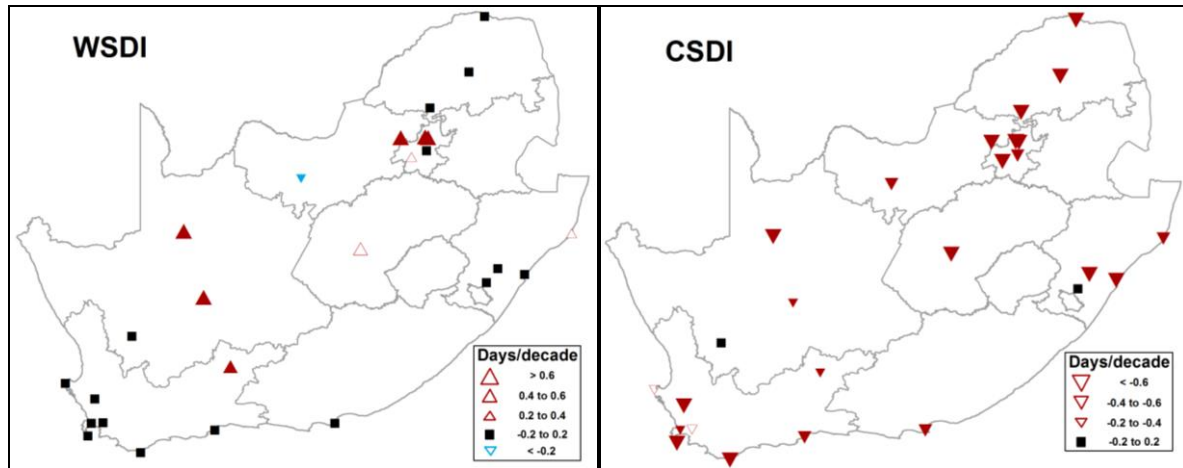 WSDI
Days/decade
> 0.6
0.4 to 0.6
0.2 to 0.4
-0.2 to 0.2
< -0.2
CSDI
Days/decade
< -0.6
-0.4 to -0.6
-0.2 to -0.4
-0.2 to 0.2